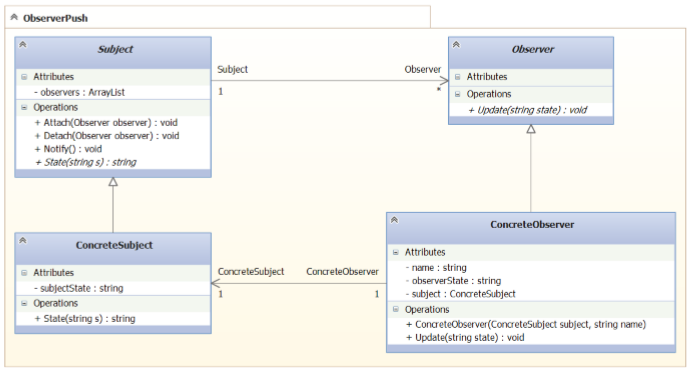 ObserverPush
Subject
Attributes
- observers : ArrayList
Operations
+ Attach(Observer observer) : void
+ Detach(Observer observer) : void
+ Notify() : void
+ State(string s) : string
Subject
1
Observer
*
Observer
Attributes
Operations
+ Update(string state) : void
ConcreteSubject
Attributes
- subjectState : string
Operations
+ State(string s) : string
ConcreteSubject
1
ConcreteObserver
1
ConcreteObserver
Attributes
- name : string
- observerState : string
- subject : ConcreteSubject
Operations
+ ConcreteObserver(ConcreteSubject subject, string name)
+ Update(string state) : void